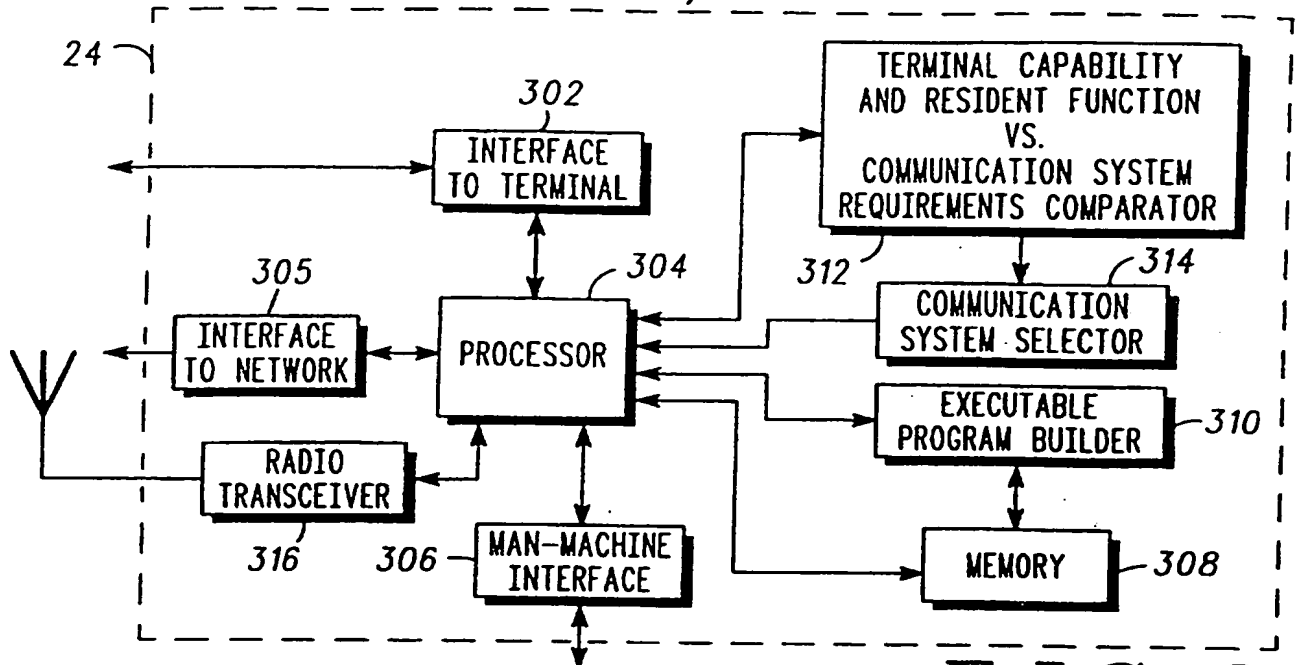 24
302
INTERFACE
TO TERMINAL
TERMINAL CAPABILITY
AND RESIDENT FUNCTION
VS.
COMMUNICATION SYSTEM
REQUIREMENTS COMPARATOR
312
314
COMMUNICATION
SYSTEM SELECTOR
305
INTERFACE
TO NETWORK
304
PROCESSOR
EXECUTABLE
PROGRAM BUILDER
310
RADIO
TRANSCEIVER
316
306
MAN-MACHINE
INTERFACE
MEMORY
308